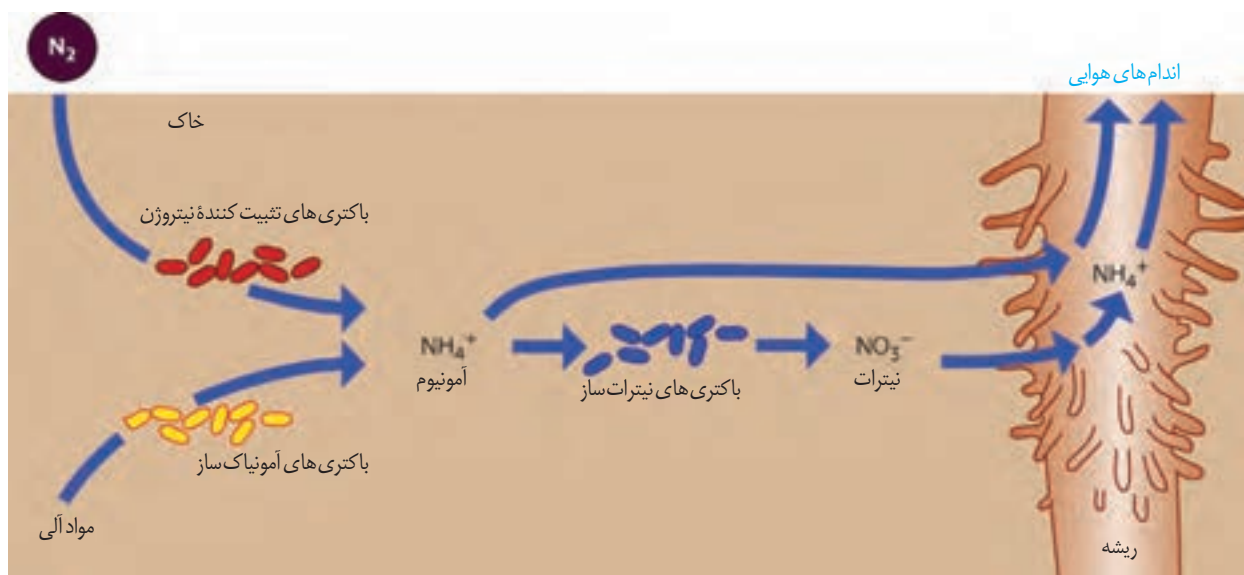 N₂
اندام‌های هوایی
خاک
باکتری‌های تثبیت کنندۀ نیتروژن
NH₄⁺
NH₄⁺
آمونیوم
باکتری‌های نیترات‌ساز
NO₃⁻
نیترات
باکتری‌های آمونیاک‌ساز
مواد آلی
ریشه